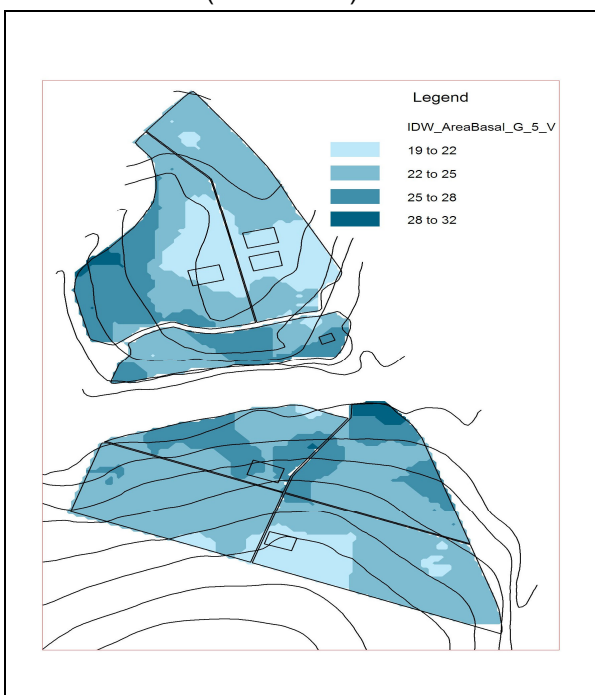 Legend
IDW_AreaBasal_G_5_V
19 to 22
22 to 25
25 to 28
28 to 32